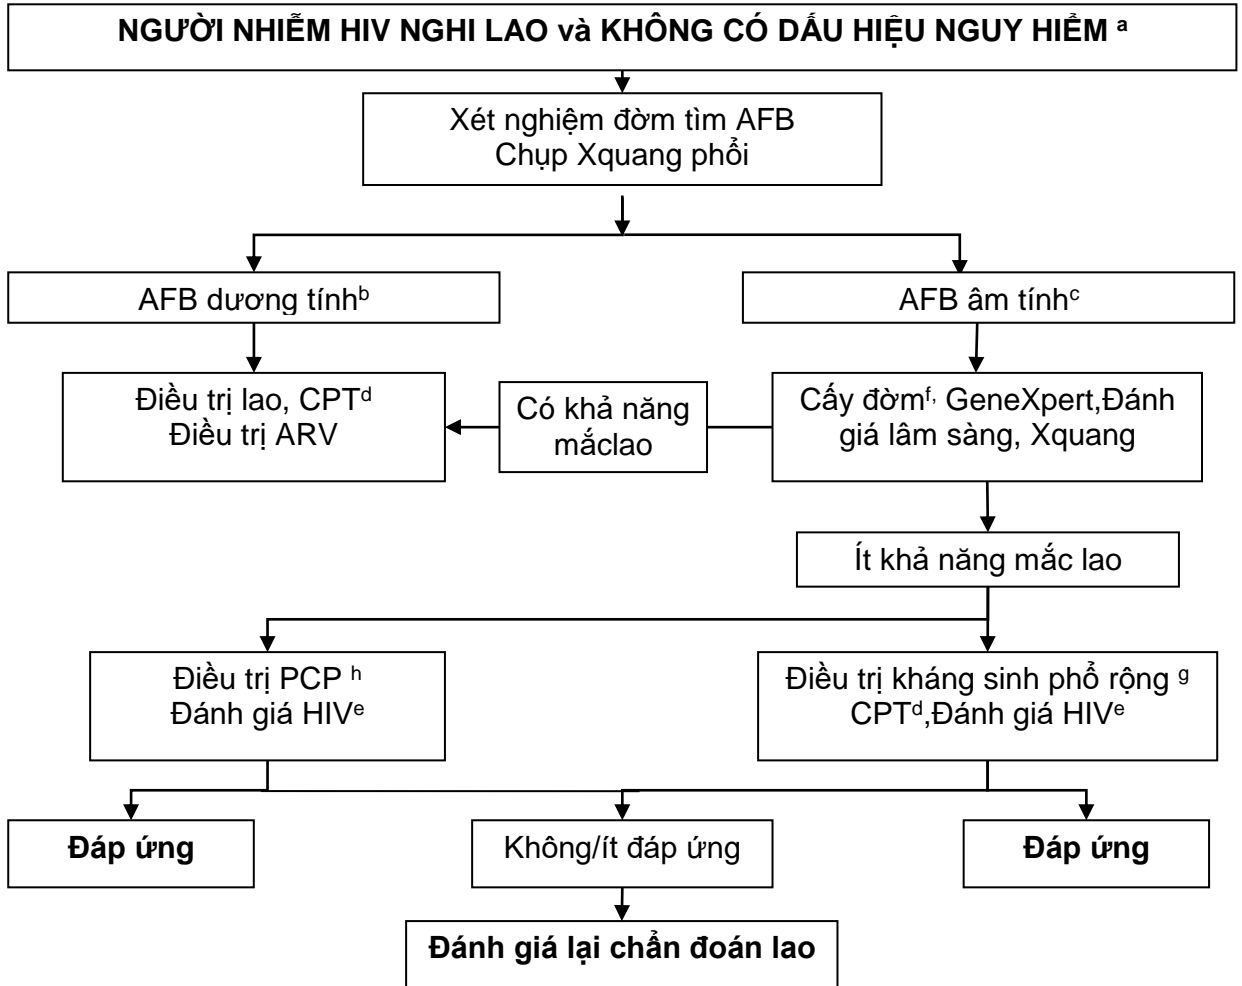 NGƯỜI NHIỄM HIV NGHI LAO và KHÔNG CÓ DẤU HIỆU NGUY HIỂM ᵃ
Xét nghiệm đờm tìm AFB
Chụp Xquang phổi
AFB dương tínhᵇ
AFB âm tínhᶜ
Điều trị lao, CPTᵈ
Điều trị ARV
Có khả năng
mắclao
Cấy đờmᶠ, GeneXpert,Đánh
giá lâm sàng, Xquang
Ít khả năng mắc lao
Điều trị PCP ʰ
Đánh giá HIVᵉ
Điều trị kháng sinh phổ rộng ᵍ
CPTᵈ,Đánh giá HIVᵉ
Đáp ứng
Không/ít đáp ứng
Đáp ứng
Đánh giá lại chẩn đoán lao